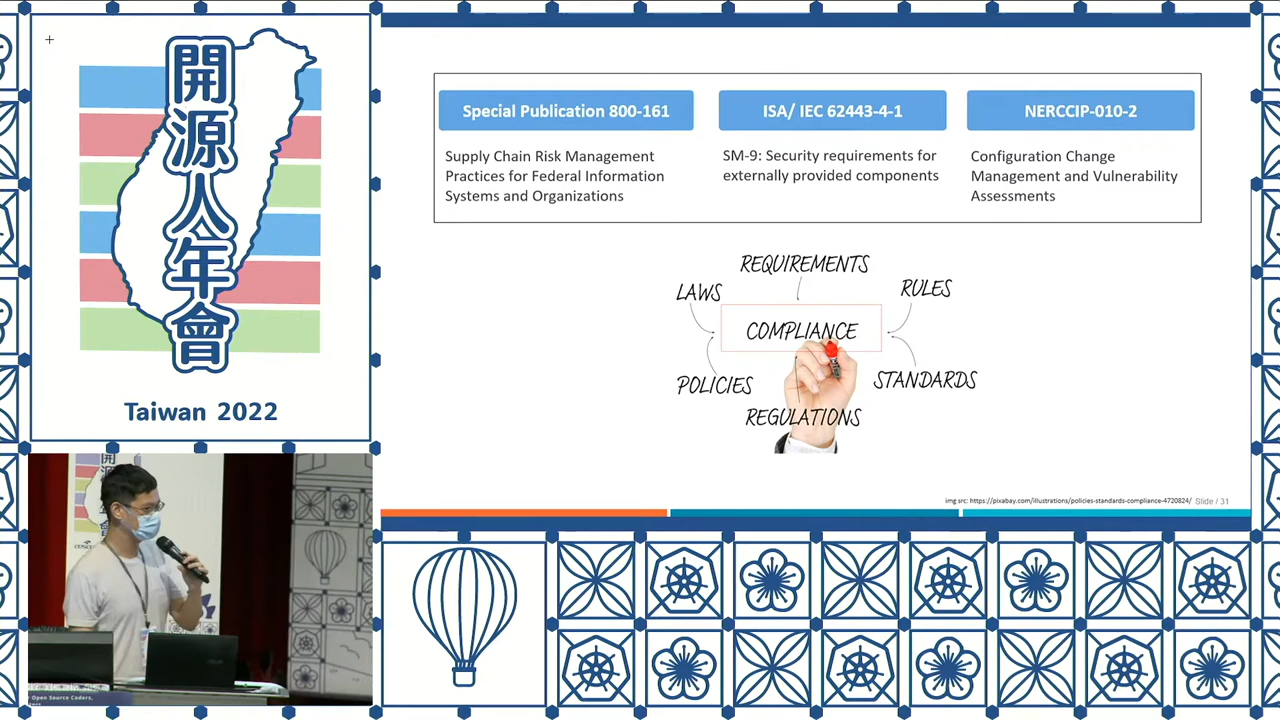 開源人年會
Taiwan 2022
Special Publication 800-161
Supply Chain Risk Management
Practices for Federal Information
Systems and Organizations
ISA/ IEC 62443-4-1
SM-9: Security requirements for
externally provided components
NERCCIP-010-2
Configuration Change
Management and Vulnerability
Assessments
REQUIREMENTS
LAWS
RULES
COMPLIANCE
POLICIES
STANDARDS
REGULATIONS
img src: https://pixabay.com/illustrations/policies-standards-compliance-4720824/
Slide / 31
Open Source Coders,